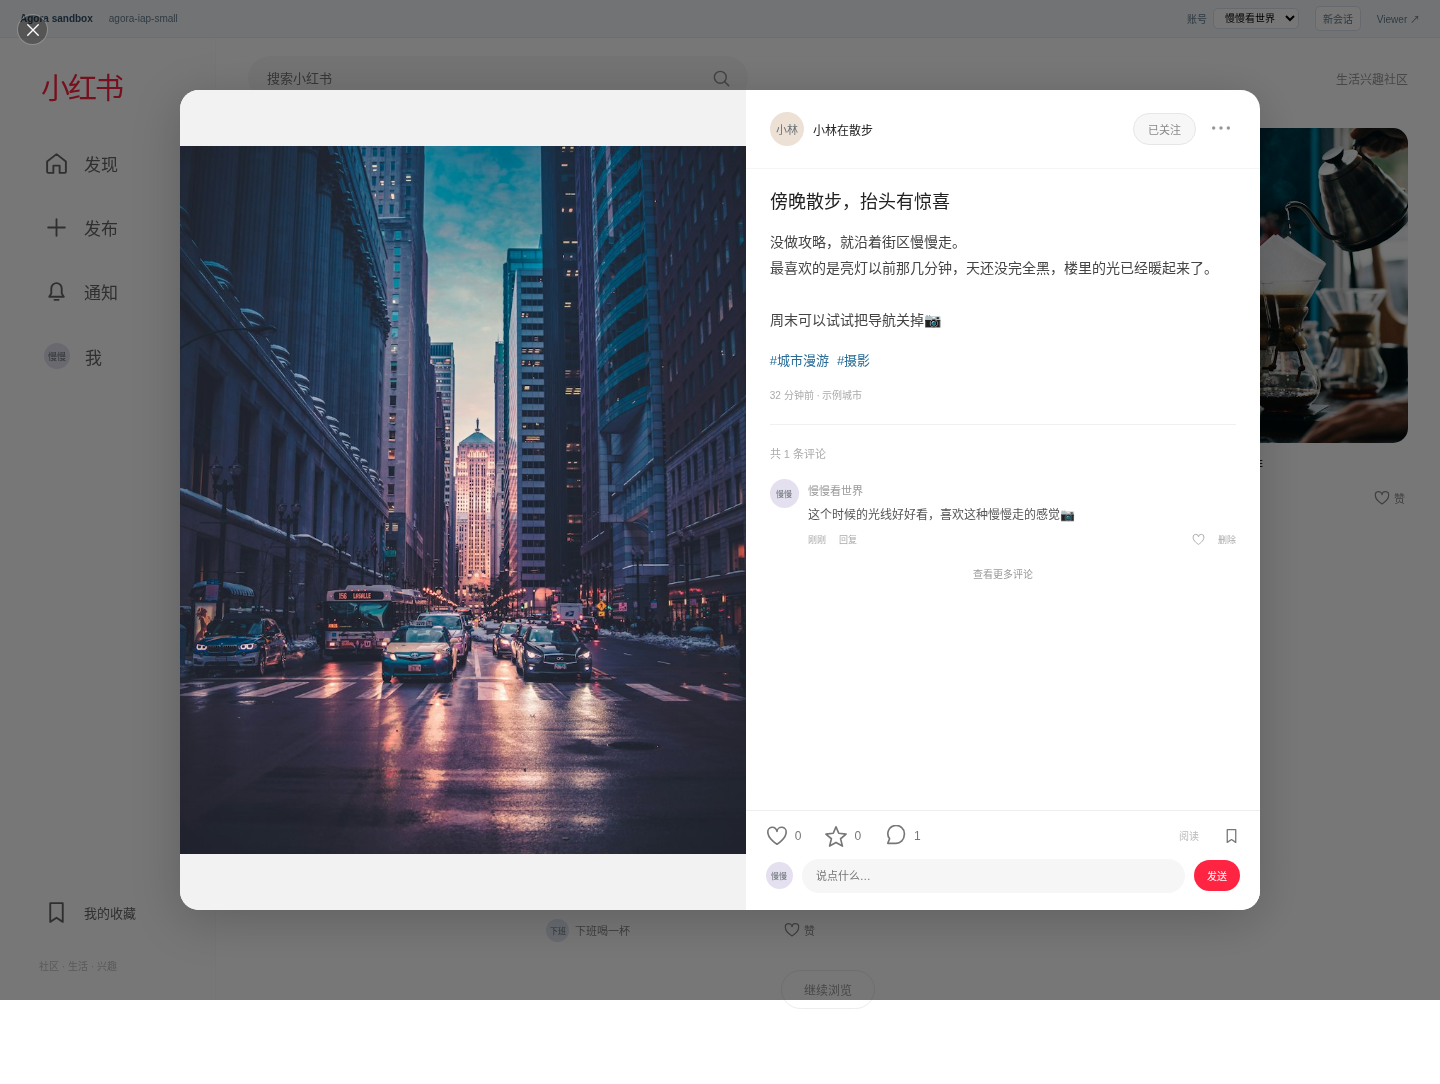 Agora sandbox agora-iap-small 账号 慢慢看世界 新会话 Viewer ↗
小红书
搜索小红书
生活兴趣社区
发现
发布
通知
慢慢 我
我的收藏
社区 · 生活 · 兴趣
156 LASALLE
小林 小林在散步 已关注
傍晚散步，抬头有惊喜
没做攻略，就沿着街区慢慢走。
最喜欢的是亮灯以前那几分钟，天还没完全黑，楼里的光已经暖起来了。
周末可以试试把导航关掉📷
#城市漫游 #摄影
32 分钟前 · 示例城市
共 1 条评论
慢慢 慢慢看世界
这个时候的光线好好看，喜欢这种慢慢走的感觉📷
刚刚 回复 删除
查看更多评论
0 0 1 阅读
慢慢 说点什么... 发送
赞
下班 下班喝一杯 赞
继续浏览